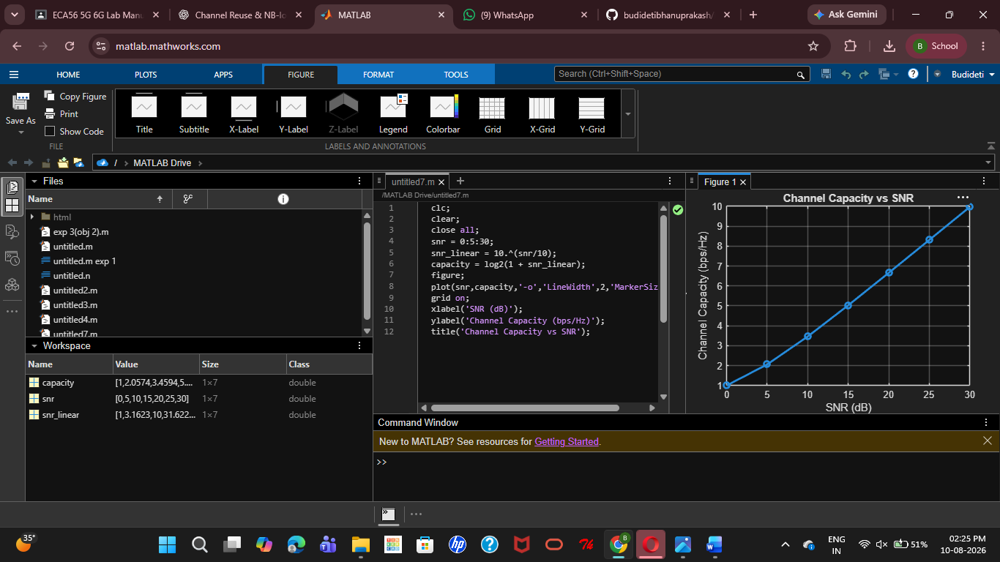 ECA56 5G 6G Lab Manu
Channel Reuse & NB-Io
MATLAB
(9) WhatsApp
budidetibhanuprakash/
Ask Gemini
matlab.mathworks.com
B School
HOME PLOTS APPS FIGURE FORMAT TOOLS
Search (Ctrl+Shift+Space)
Budideti
Save As
Copy Figure
Print
Show Code
FILE
Title Subtitle X-Label Y-Label Z-Label Legend Colorbar Grid X-Grid Y-Grid
LABELS AND ANNOTATIONS
/ > MATLAB Drive >
Files
Name
html
exp 3(obj 2).m
untitled.m
untitled.m exp 1
untitled.n
untitled2.m
untitled3.m
untitled4.m
untitled7.m
Workspace
Name Value Size Class
capacity [1,2.0574,3.4594,5.... 1×7 double
snr [0,5,10,15,20,25,30] 1×7 double
snr_linear [1,3.1623,10,31.622... 1×7 double
untitled7.m
/MATLAB Drive/untitled7.m
1 clc;
2 clear;
3 close all;
4 snr = 0:5:30;
5 snr_linear = 10.^(snr/10);
6 capacity = log2(1 + snr_linear);
7 figure;
8 plot(snr,capacity,'-o','LineWidth',2,'MarkerSiz
9 grid on;
10 xlabel('SNR (dB)');
11 ylabel('Channel Capacity (bps/Hz)');
12 title('Channel Capacity vs SNR');
Figure 1
Channel Capacity vs SNR
Channel Capacity (bps/Hz)
10
9
8
7
6
5
4
3
2
1
0 5 10 15 20 25 30
SNR (dB)
Command Window
New to MATLAB? See resources for Getting Started.
>>
35°
B
ENG
IN
51%
02:25 PM
10-08-2026